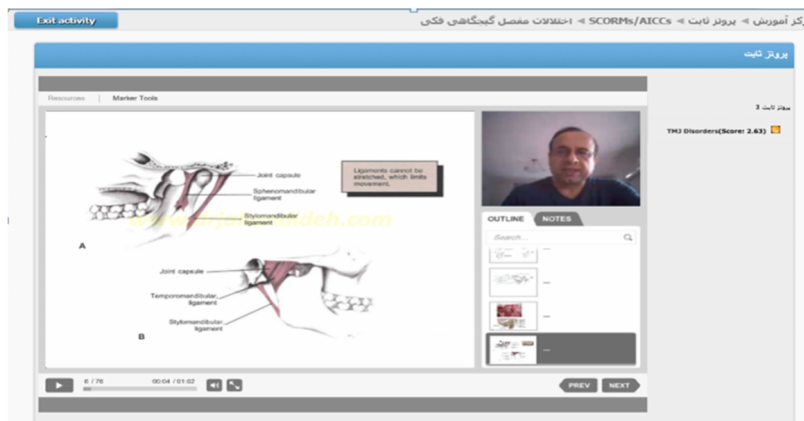 Exit activity
کز آموزش ◄ پروتز ثابت ◄ SCORMs/AICCs ◄ اختلالات مفصل گیجگاهی فکی
پروتز ثابت
Resources | Marker Tools
پروتز ثابت 3
TMJ Disorders(Score: 2.63)
Joint capsule
Sphenomandibular
ligament
Stylomandibular
ligament
A
Ligaments cannot be
stretched, which limits
movement.
Joint capsule
Temporomandibular
ligament
Stylomandibular
ligament
B
OUTLINE NOTES
Search...
6 / 76 00:04 / 01:02
PREV NEXT